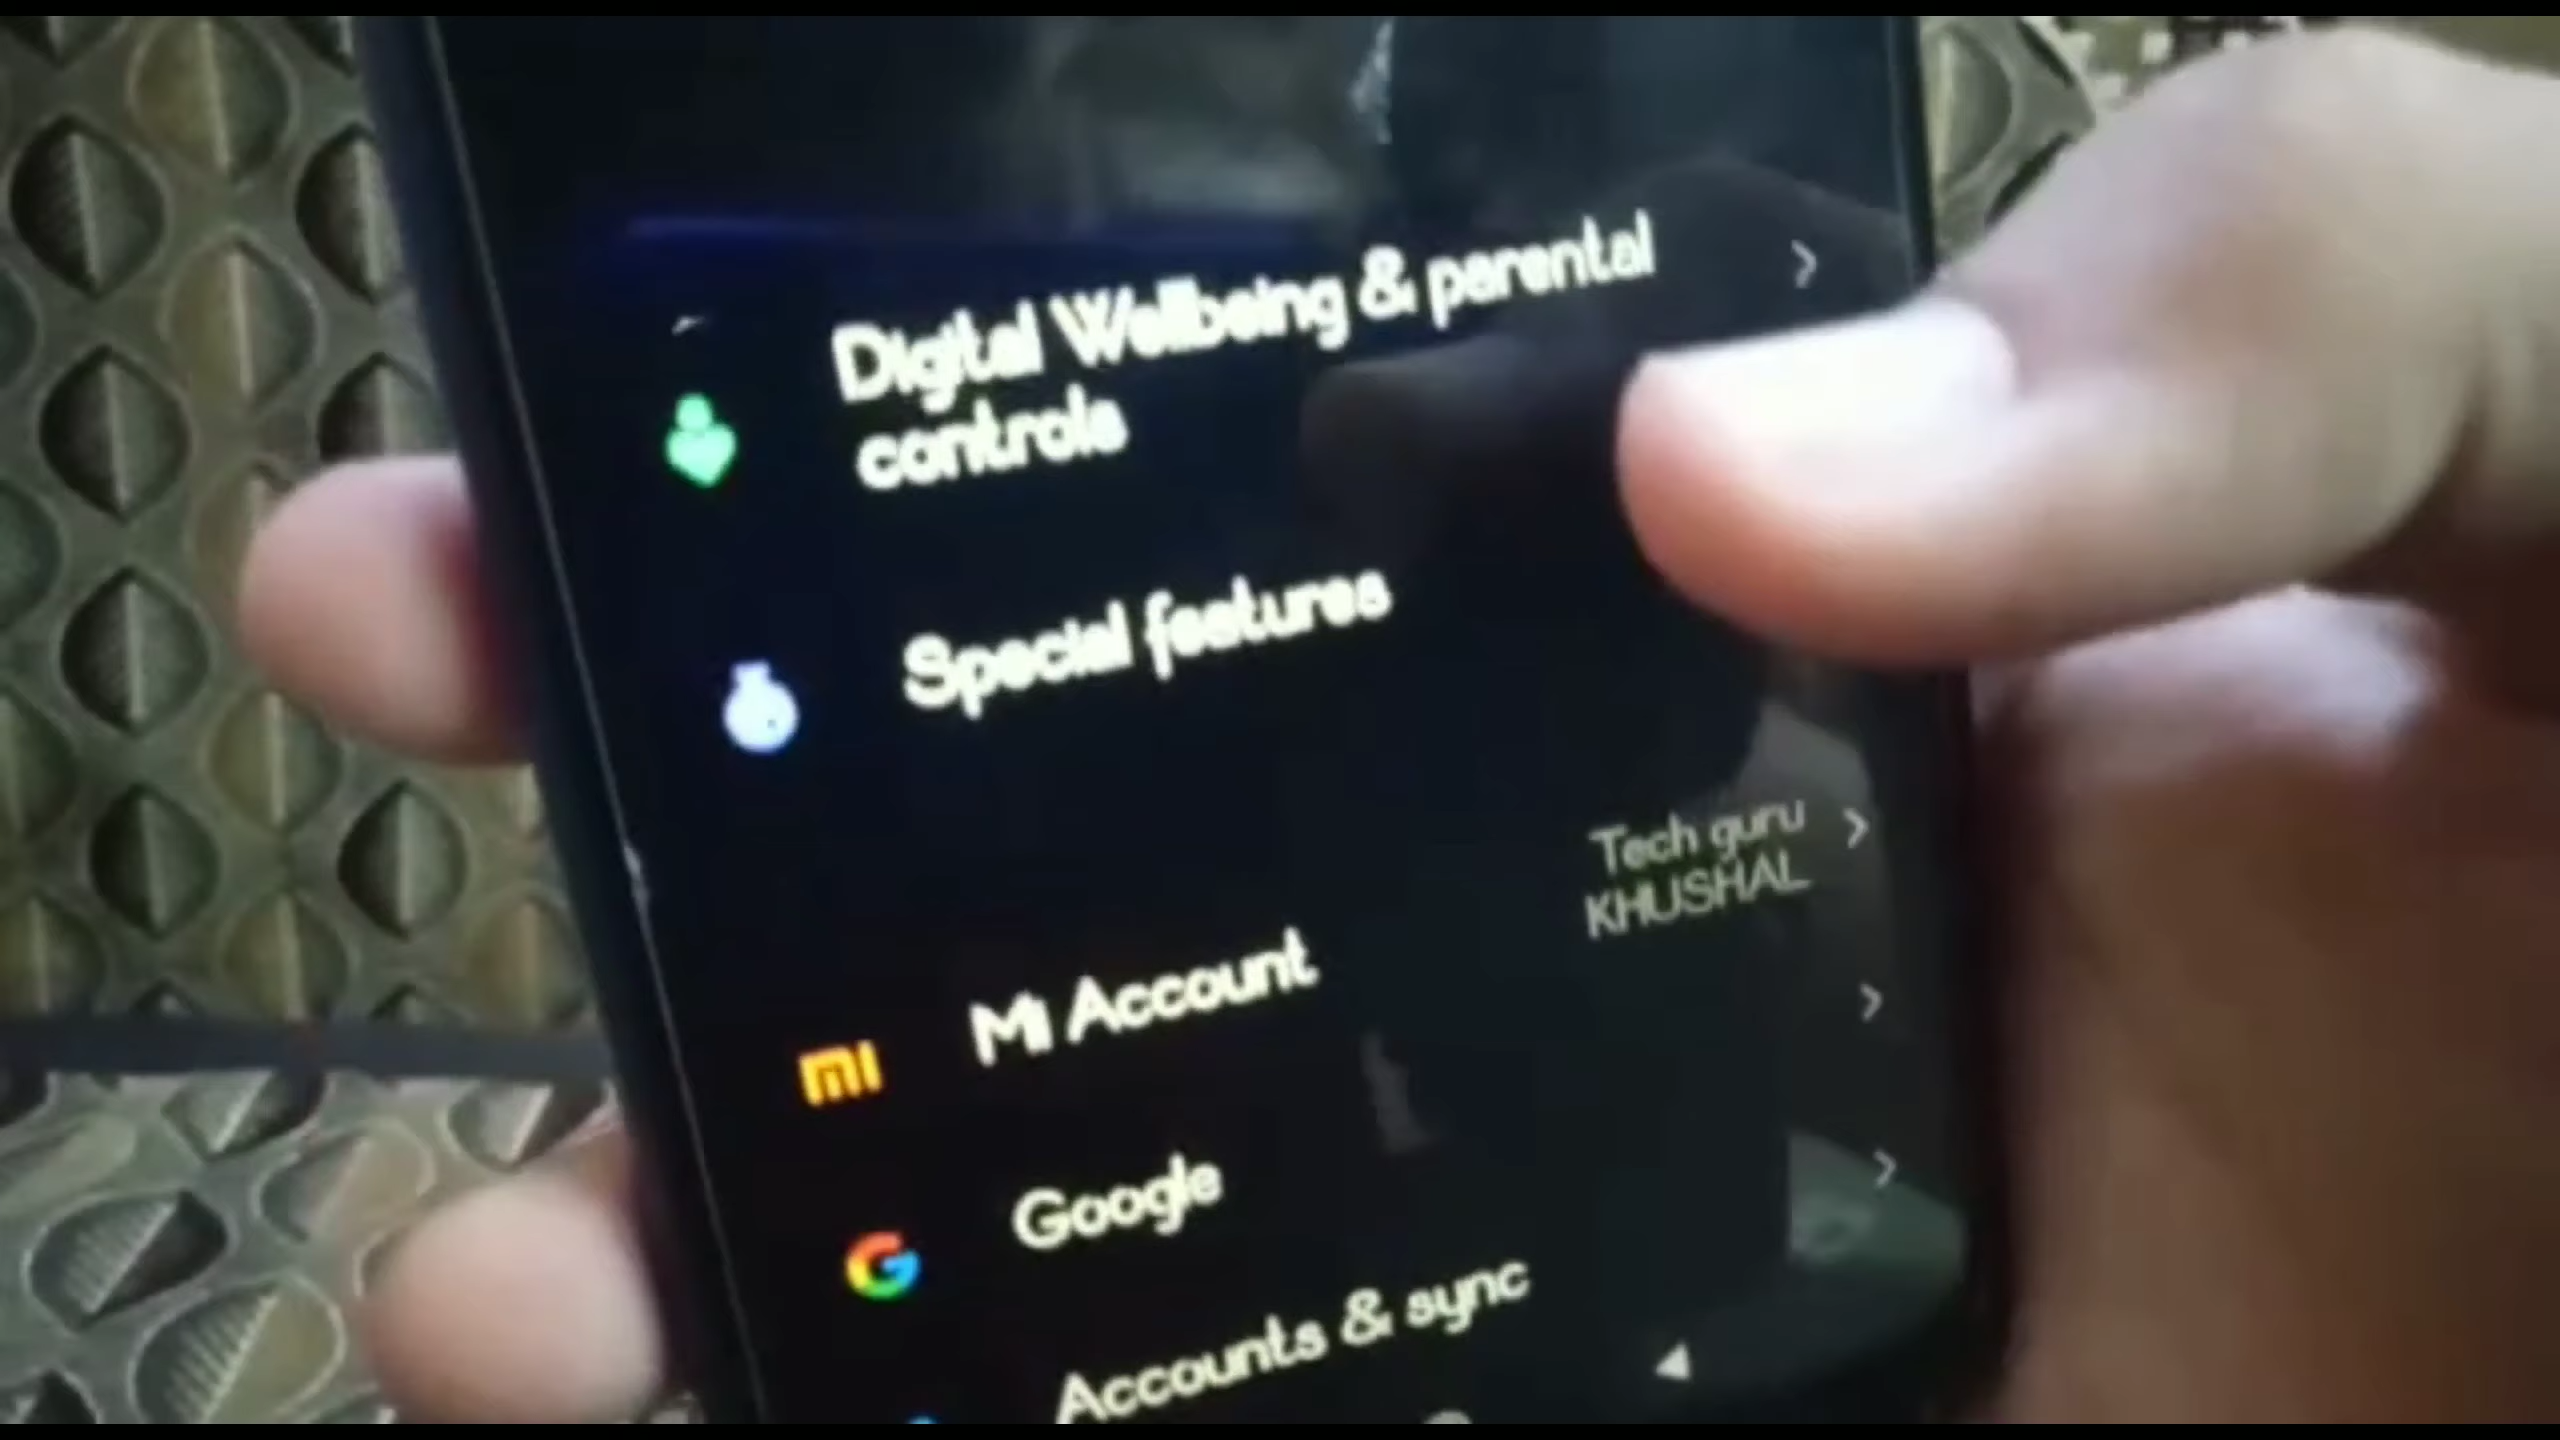 Digital Wellbeing & parental
controls
Special features
Tech guru
KHUSHAL
Mi Account
mi
Google
G
Accounts & sync